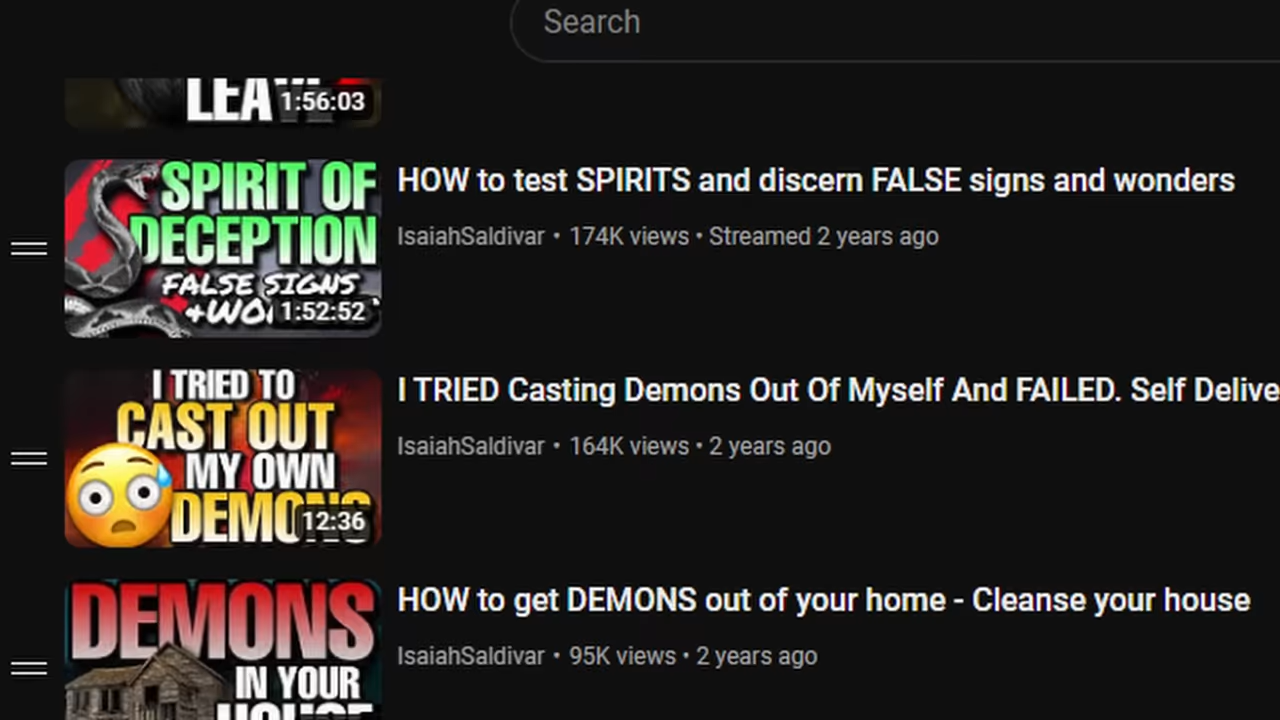 Search
1:56:03
SPIRIT OF
DECEPTION
FALSE SIGNS
1:52:52
HOW to test SPIRITS and discern FALSE signs and wonders
IsaiahSaldivar • 174K views • Streamed 2 years ago
I TRIED TO
CAST OUT
MY OWN
DEMONS
12:36
I TRIED Casting Demons Out Of Myself And FAILED. Self Delive
IsaiahSaldivar • 164K views • 2 years ago
DEMONS
IN YOUR
HOUSE
HOW to get DEMONS out of your home - Cleanse your house
IsaiahSaldivar • 95K views • 2 years ago